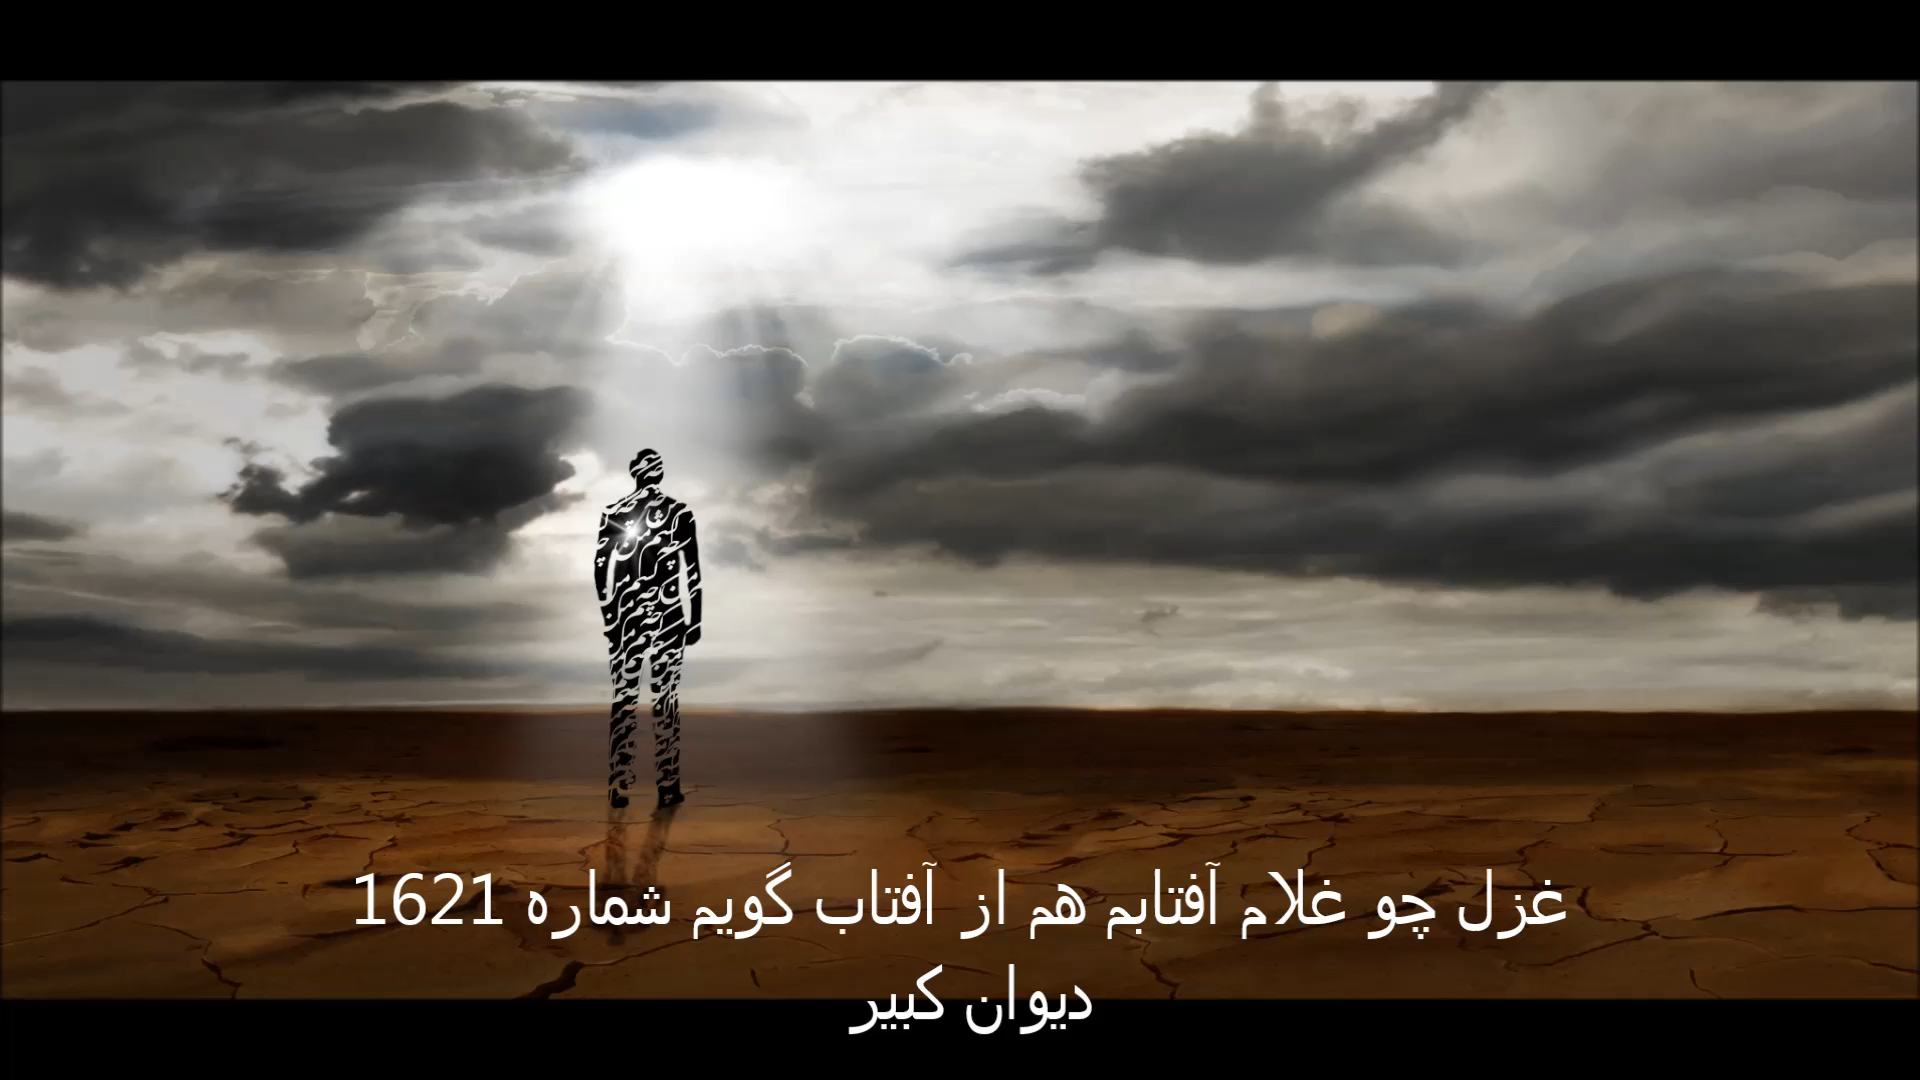 غزل چو غلام آفتابم هم از آفتاب گویم شماره 1621
دیوان کبیر